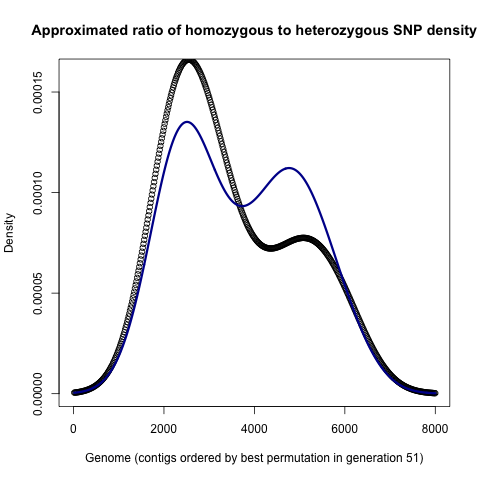 Approximated ratio of homozygous to heterozygous SNP density
Density
0.00015
0.00010
0.00005
0.00000
0 2000 4000 6000 8000
Genome (contigs ordered by best permutation in generation 51)